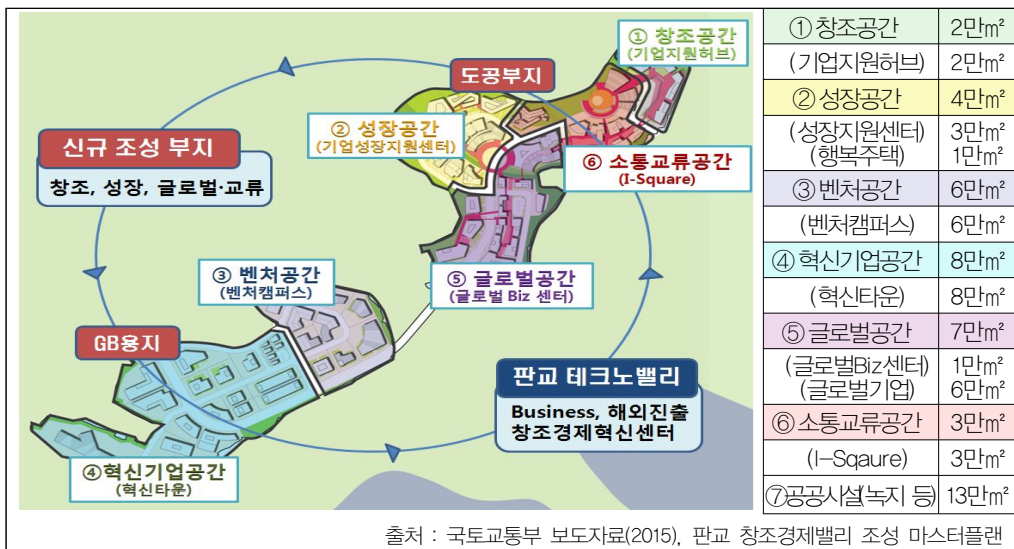 ① 창조공간
(기업지원허브)
도공부지
② 성장공간
(기업성장지원센터)
신규 조성 부지
창조, 성장, 글로벌·교류
⑥ 소통교류공간
(I-Square)
③ 벤처공간
(벤처캠퍼스)
⑤ 글로벌공간
(글로벌 Biz 센터)
GB용지
판교 테크노밸리
Business, 해외진출
창조경제혁신센터
④혁신기업공간
(혁신타운)
① 창조공간 2만㎡
(기업지원허브) 2만㎡
② 성장공간 4만㎡
(성장지원센터) 3만㎡
(행복주택) 1만㎡
③ 벤처공간 6만㎡
(벤처캠퍼스) 6만㎡
④ 혁신기업공간 8만㎡
(혁신타운) 8만㎡
⑤ 글로벌공간 7만㎡
(글로벌Biz센터) 1만㎡
(글로벌기업) 6만㎡
⑥ 소통교류공간 3만㎡
(I-Sqaure) 3만㎡
⑦공공시설(녹지 등) 13만㎡
출처 : 국토교통부 보도자료(2015), 판교 창조경제밸리 조성 마스터플랜